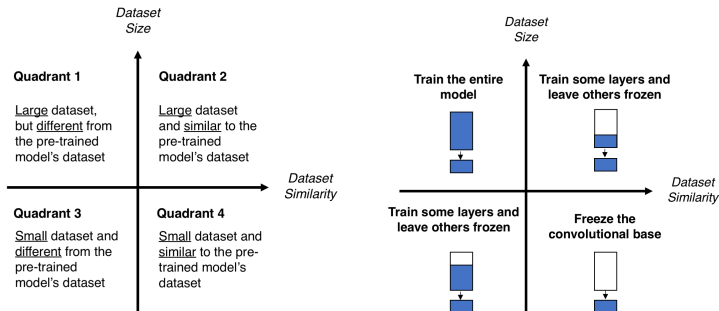 Dataset
Size
Quadrant 1
Large dataset,
but different from
the pre-trained
model's dataset
Quadrant 2
Large dataset
and similar to the
pre-trained
model's dataset
Dataset
Similarity
Quadrant 3
Small dataset and
different from the
pre-trained
model's dataset
Quadrant 4
Small dataset and
similar to the pre-
trained model's
dataset
Dataset
Size
Train the entire
model
Train some layers and
leave others frozen
Dataset
Similarity
Train some layers and
leave others frozen
Freeze the
convolutional base